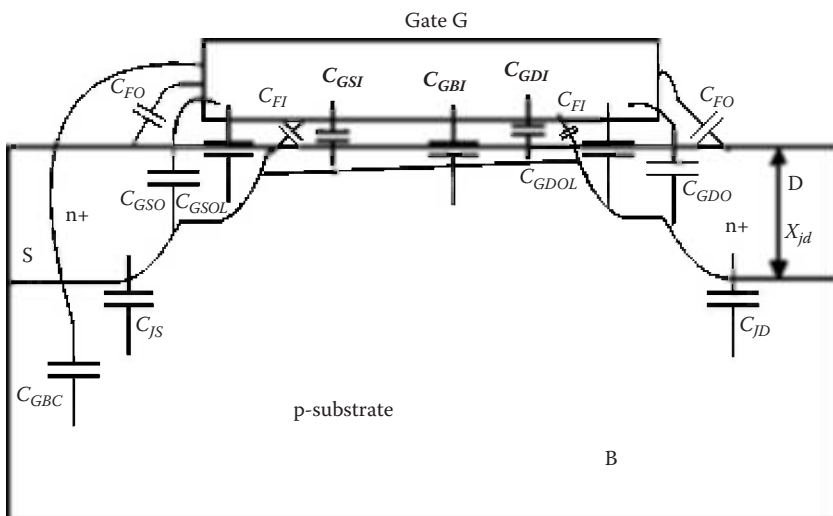 Gate G
C_FO
C_FI
C_GSI
C_GBI
C_GDI
C_FI
C_FO
C_GSO
C_GSOL
C_GDOL
C_GDO
D
n+
n+
X_jd
S
C_JS
C_JD
C_GBC
p-substrate
B